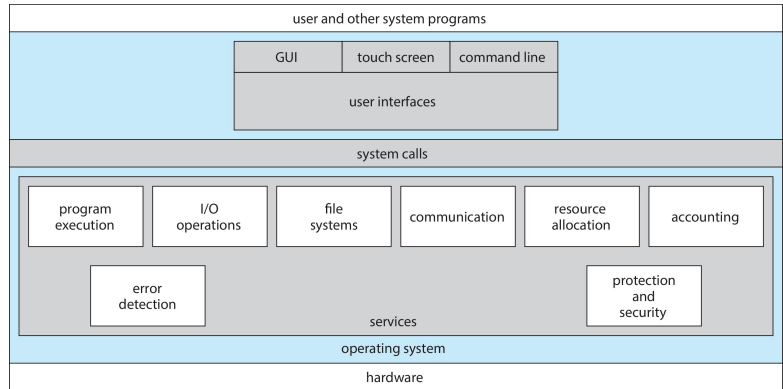 user and other system programs
GUI
touch screen
command line
user interfaces
system calls
program
execution
I/O
operations
file
systems
communication
resource
allocation
accounting
error
detection
protection
and
security
services
operating system
hardware